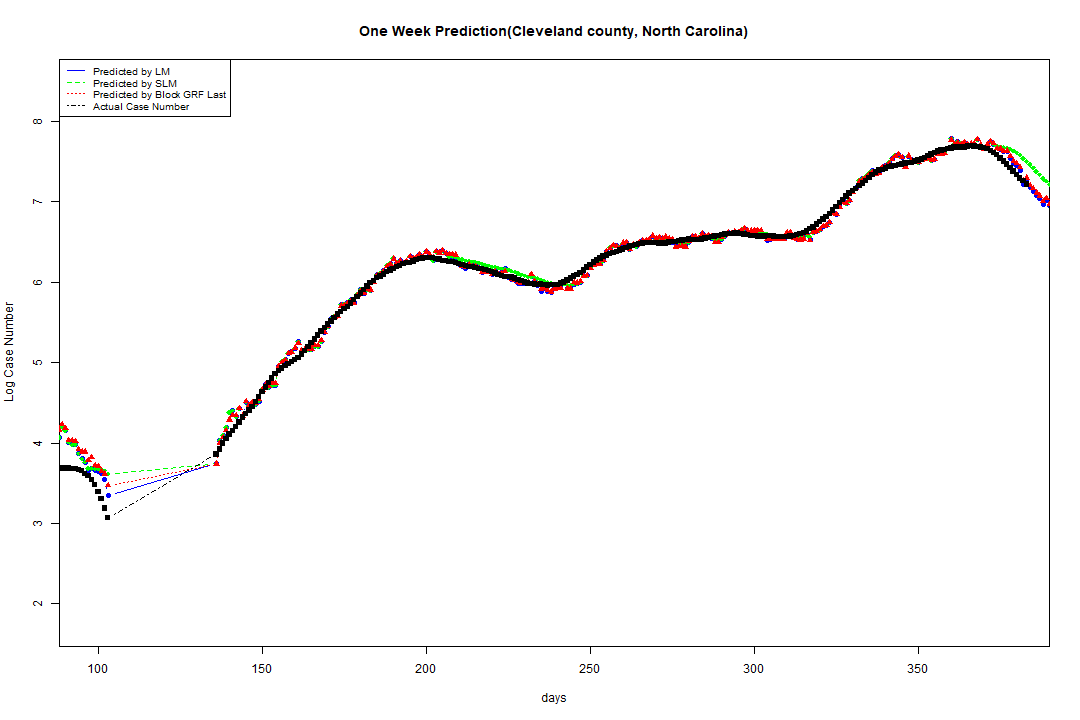 One Week Prediction(Cleveland county, North Carolina)
Predicted by LM
Predicted by SLM
Predicted by Block GRF Last
Actual Case Number
8
7
6
5
4
3
2
Log Case Number
100 150 200 250 300 350
days